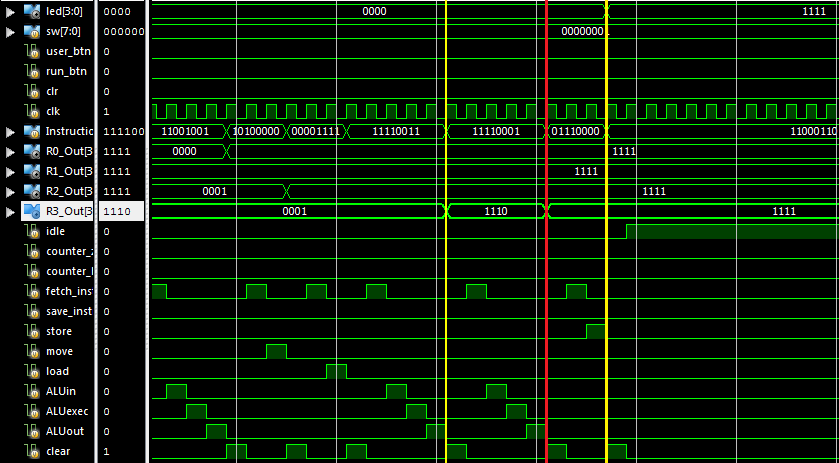 led[3:0] 0000 0000 1111
sw[7:0] 000000 0000000
user_btn 0
run_btn 0
clr 0
clk 1
Instructio 111100 11001001 10100000 00001111 11110011 11110001 01110000 1100011
R0_Out[3 1111 0000 1111
R1_Out[3 1111 1111
R2_Out[3 1111 0001 1111
R3_Out[3 1110 0001 1110 1111
idle 0
counter_ 0
counter_ 0
fetch_inst 0
save_inst 0
store 0
move 0
load 0
ALUin 0
ALUexec 0
ALUout 0
clear 1